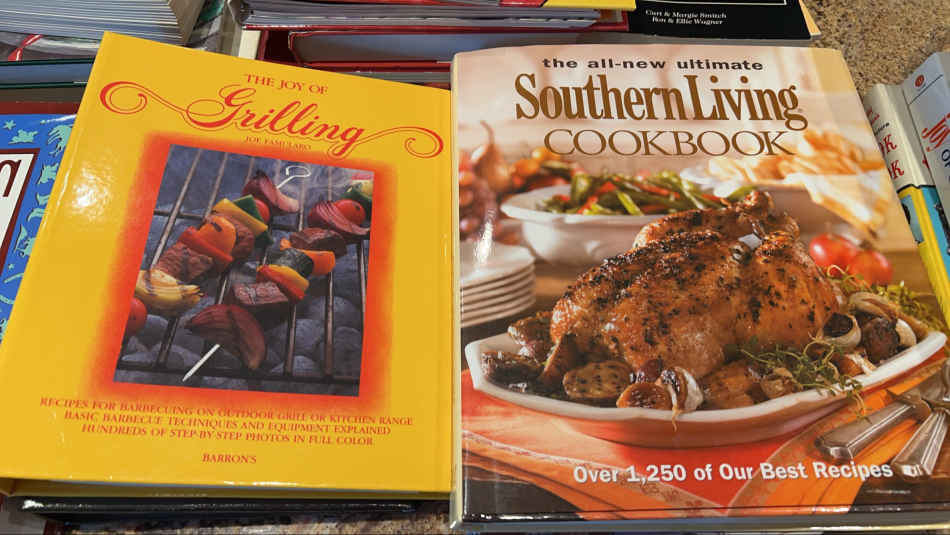 Curt & Margie Smitch
Ron & Ellie Wagner
THE JOY OF
Grilling
JOE FAMULARO
RECIPES FOR BARBECUING ON OUTDOOR GRILL OR KITCHEN RANGE
BASIC BARBECUE TECHNIQUES AND EQUIPMENT EXPLAINED
HUNDREDS OF STEP-BY-STEP PHOTOS IN FULL COLOR
BARRON'S
the all-new ultimate
Southern Living®
COOKBOOK
Over 1,250 of Our Best Recipes